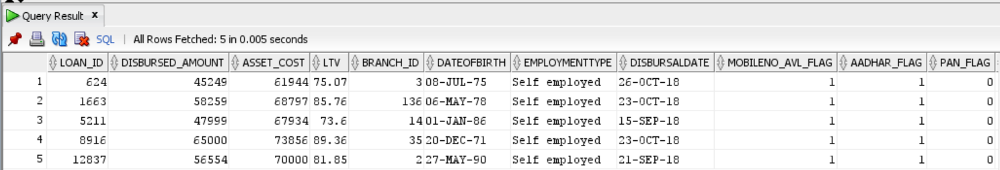 Query Result x
SQL | All Rows Fetched: 5 in 0.005 seconds
LOAN_ID DISBURSED_AMOUNT ASSET_COST LTV BRANCH_ID DATEOFBIRTH EMPLOYMENTTYPE DISBURSALDATE MOBILENO_AVL_FLAG AADHAR_FLAG PAN_FLAG
1 624 45249 61944 75.07 3 08-JUL-75 Self employed 26-OCT-18 1 1 0
2 1663 58259 68797 85.76 136 06-MAY-78 Self employed 23-OCT-18 1 1 0
3 5211 47999 67934 73.6 14 01-JAN-86 Self employed 15-SEP-18 1 1 0
4 8916 65000 73856 89.36 35 20-DEC-71 Self employed 23-OCT-18 1 1 0
5 12837 56554 70000 81.85 2 27-MAY-90 Self employed 21-SEP-18 1 1 0